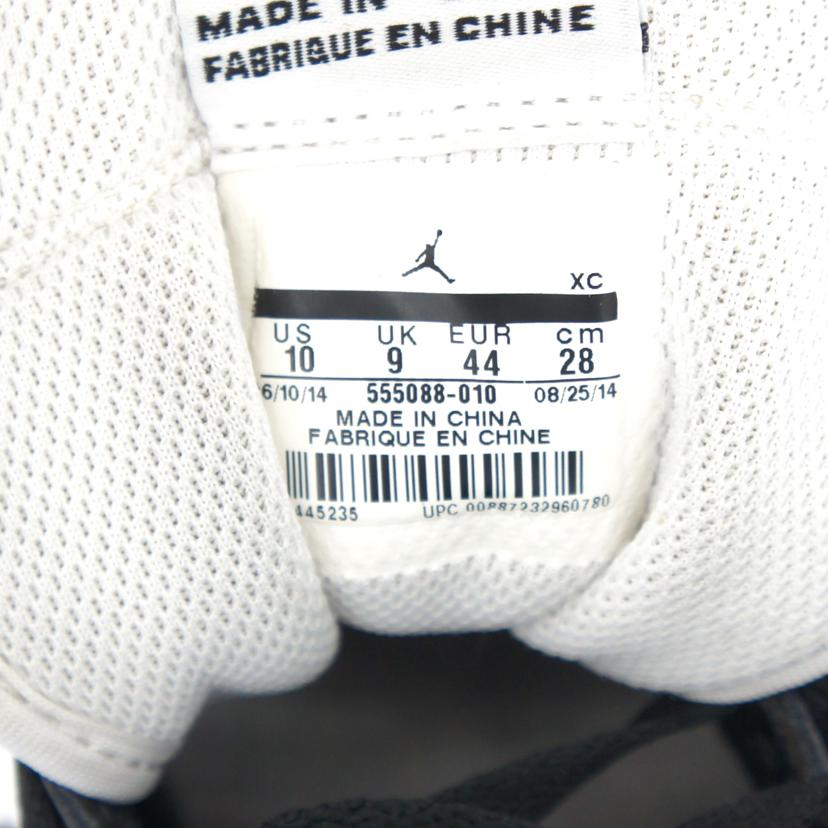 MADE IN
FABRIQUE EN CHINE
XC
US UK EUR cm
10 9 44 28
6/10/14 555088-010 08/25/14
MADE IN CHINA
FABRIQUE EN CHINE
445235 UPC 00887232960780